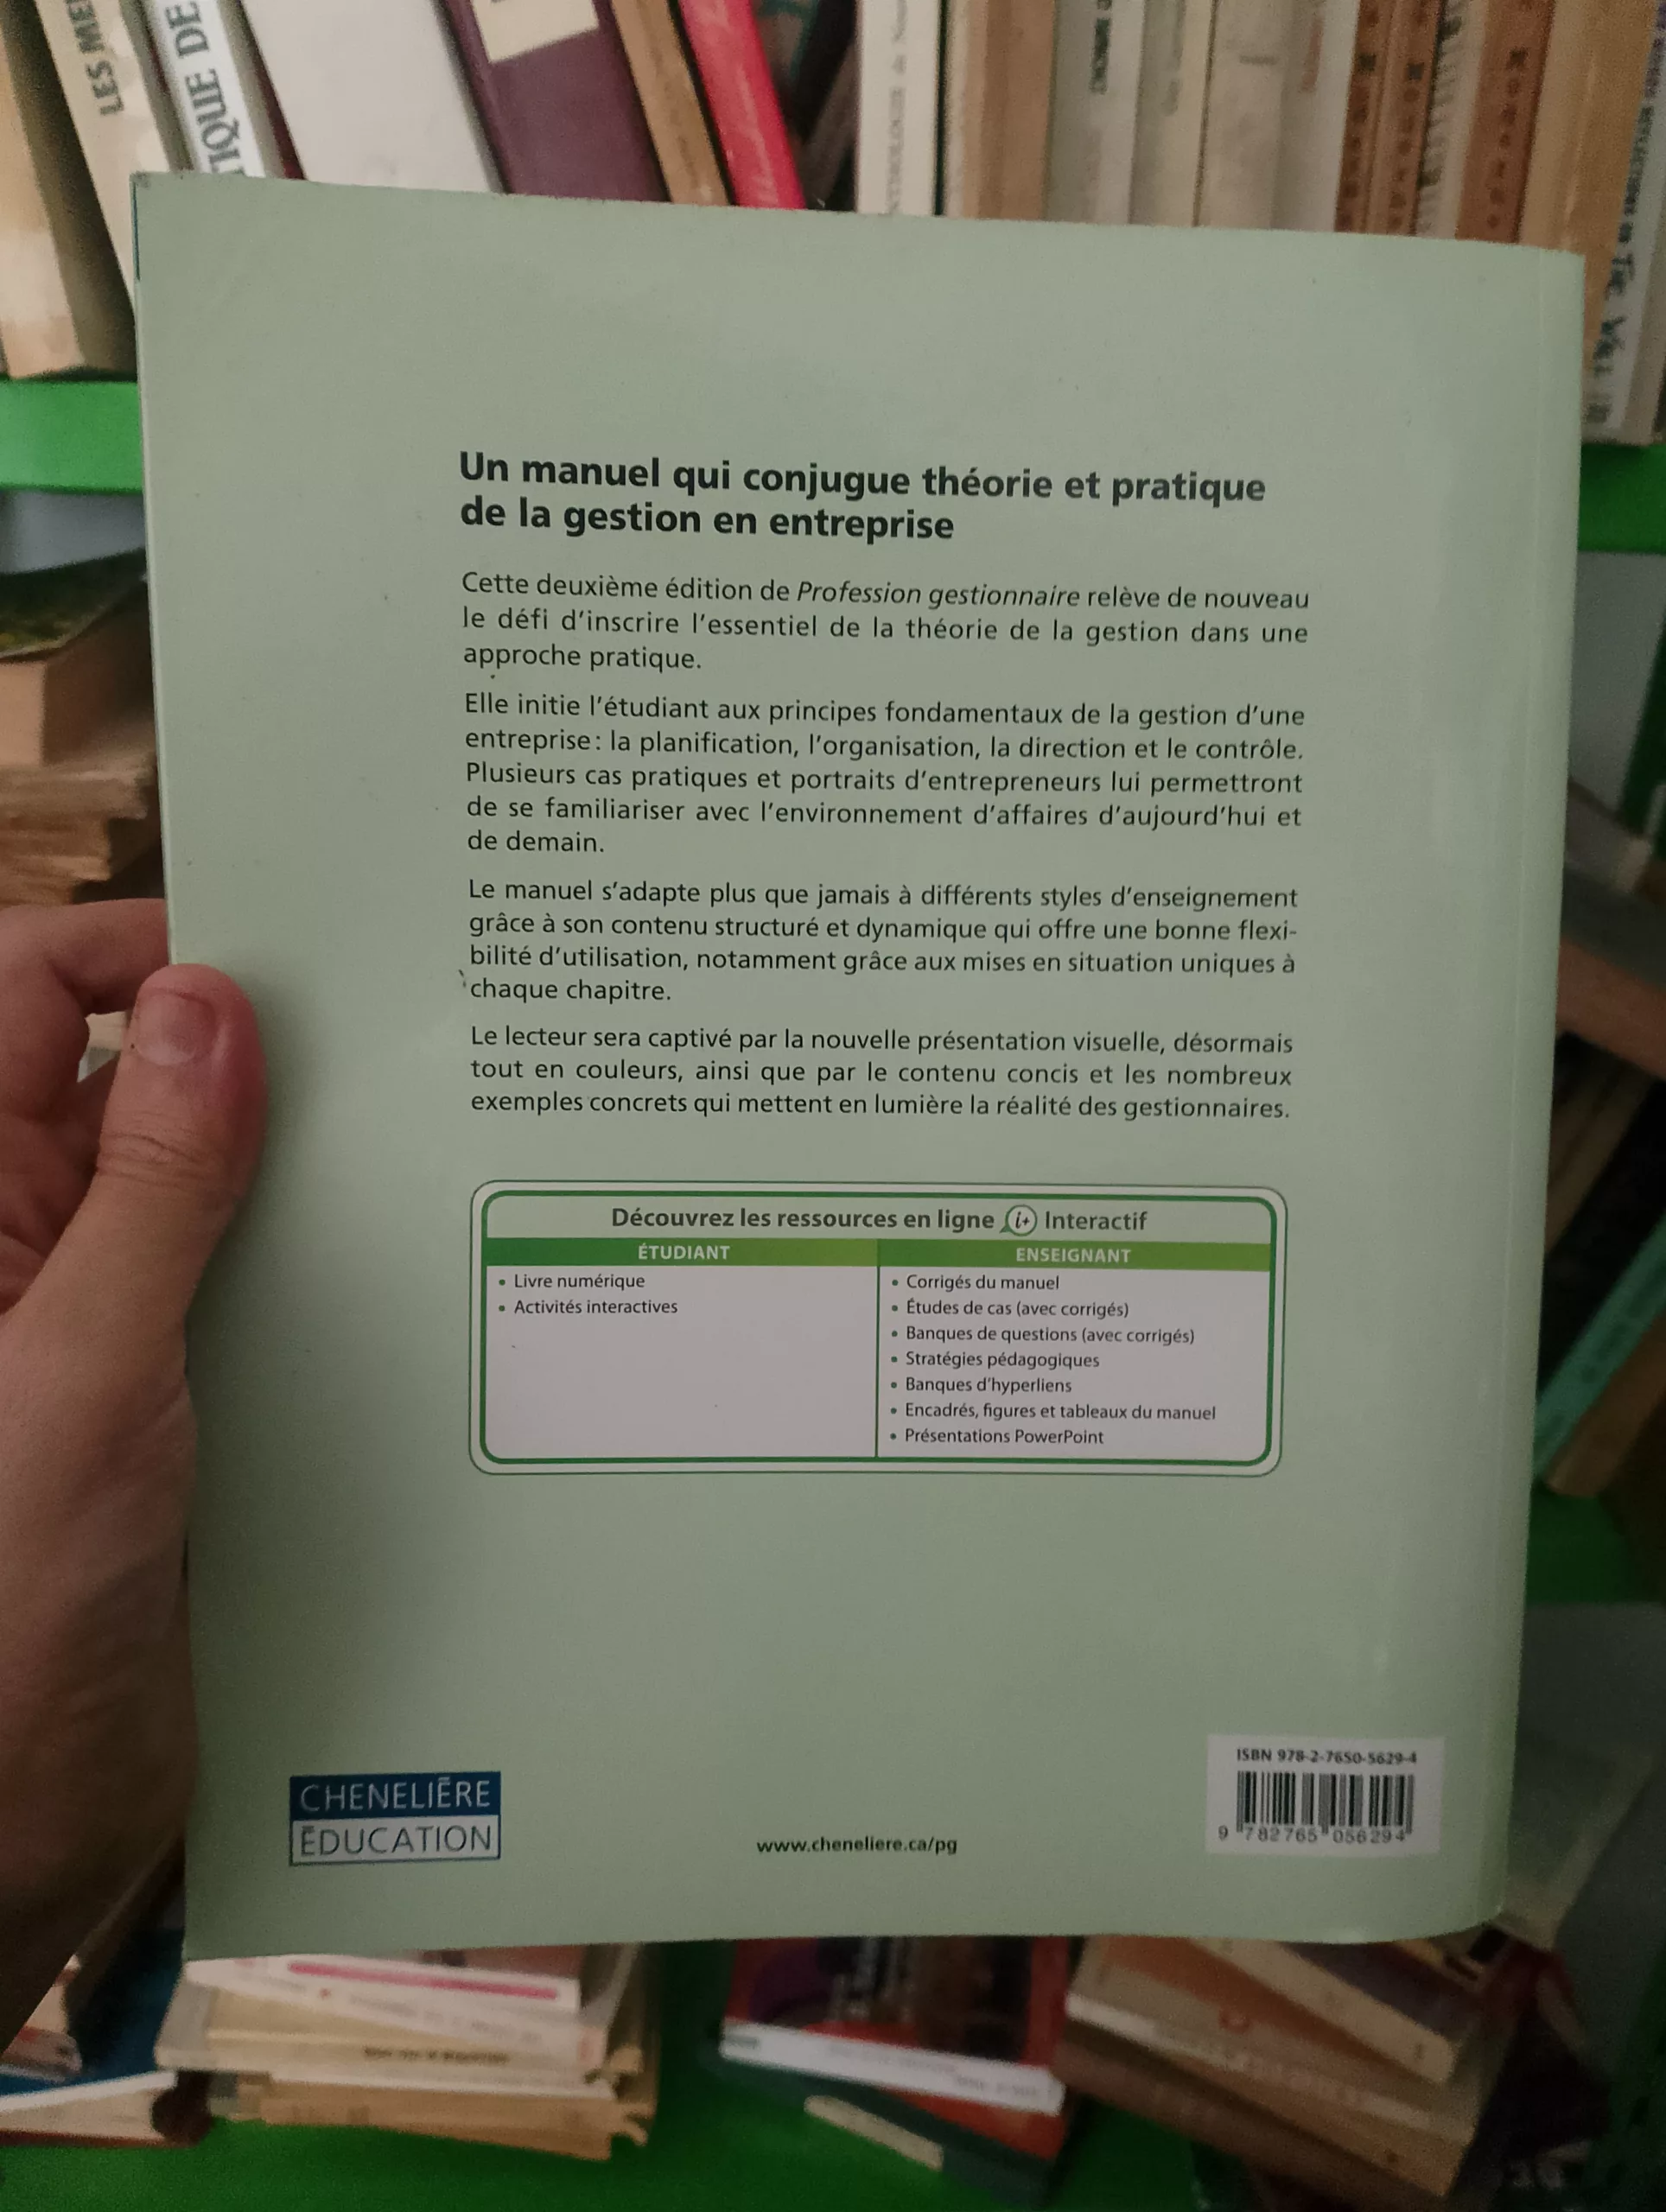 LES
TIQUE DE
Un manuel qui conjugue théorie et pratique
de la gestion en entreprise
Cette deuxième édition de Profession gestionnaire relève de nouveau
le défi d'inscrire l'essentiel de la théorie de la gestion dans une
approche pratique.
Elle initie l'étudiant aux principes fondamentaux de la gestion d'une
entreprise : la planification, l'organisation, la direction et le contrôle.
Plusieurs cas pratiques et portraits d'entrepreneurs lui permettront
de se familiariser avec l'environnement d'affaires d'aujourd'hui et
de demain.
Le manuel s'adapte plus que jamais à différents styles d'enseignement
grâce à son contenu structuré et dynamique qui offre une bonne flexi-
bilité d'utilisation, notamment grâce aux mises en situation uniques à
chaque chapitre.
Le lecteur sera captivé par la nouvelle présentation visuelle, désormais
tout en couleurs, ainsi que par le contenu concis et les nombreux
exemples concrets qui mettent en lumière la réalité des gestionnaires.
Découvrez les ressources en ligne i+ Interactif
ÉTUDIANT
• Livre numérique
• Activités interactives
ENSEIGNANT
• Corrigés du manuel
• Études de cas (avec corrigés)
• Banques de questions (avec corrigés)
• Stratégies pédagogiques
• Banques d'hyperliens
• Encadrés, figures et tableaux du manuel
• Présentations PowerPoint
CHENELIÈRE
ÉDUCATION
www.cheneliere.ca/pg
ISBN 978-2-7650-5629-4
9 782765 056294